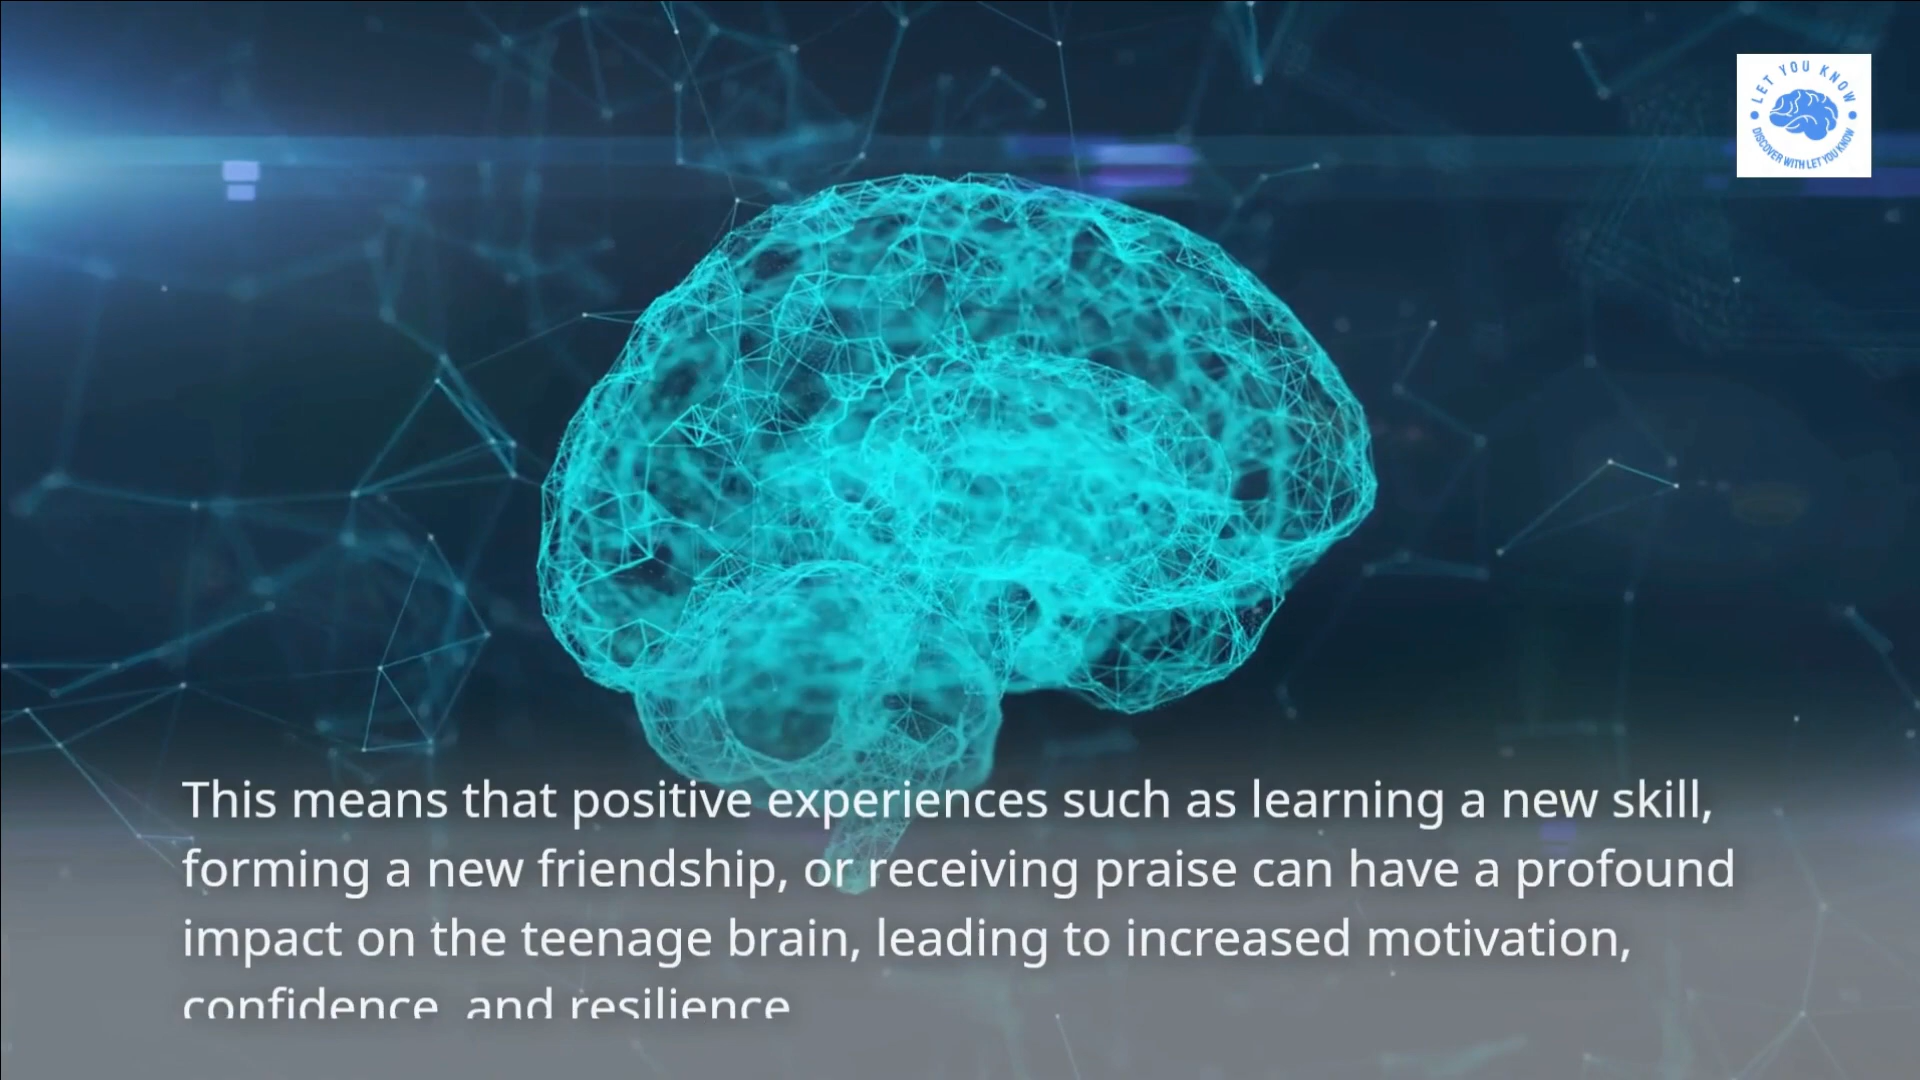 LET YOU KNOW
DISCOVER WITH LET YOU KNOW
This means that positive experiences such as learning a new skill,
forming a new friendship, or receiving praise can have a profound
impact on the teenage brain, leading to increased motivation,
confidence, and resilience